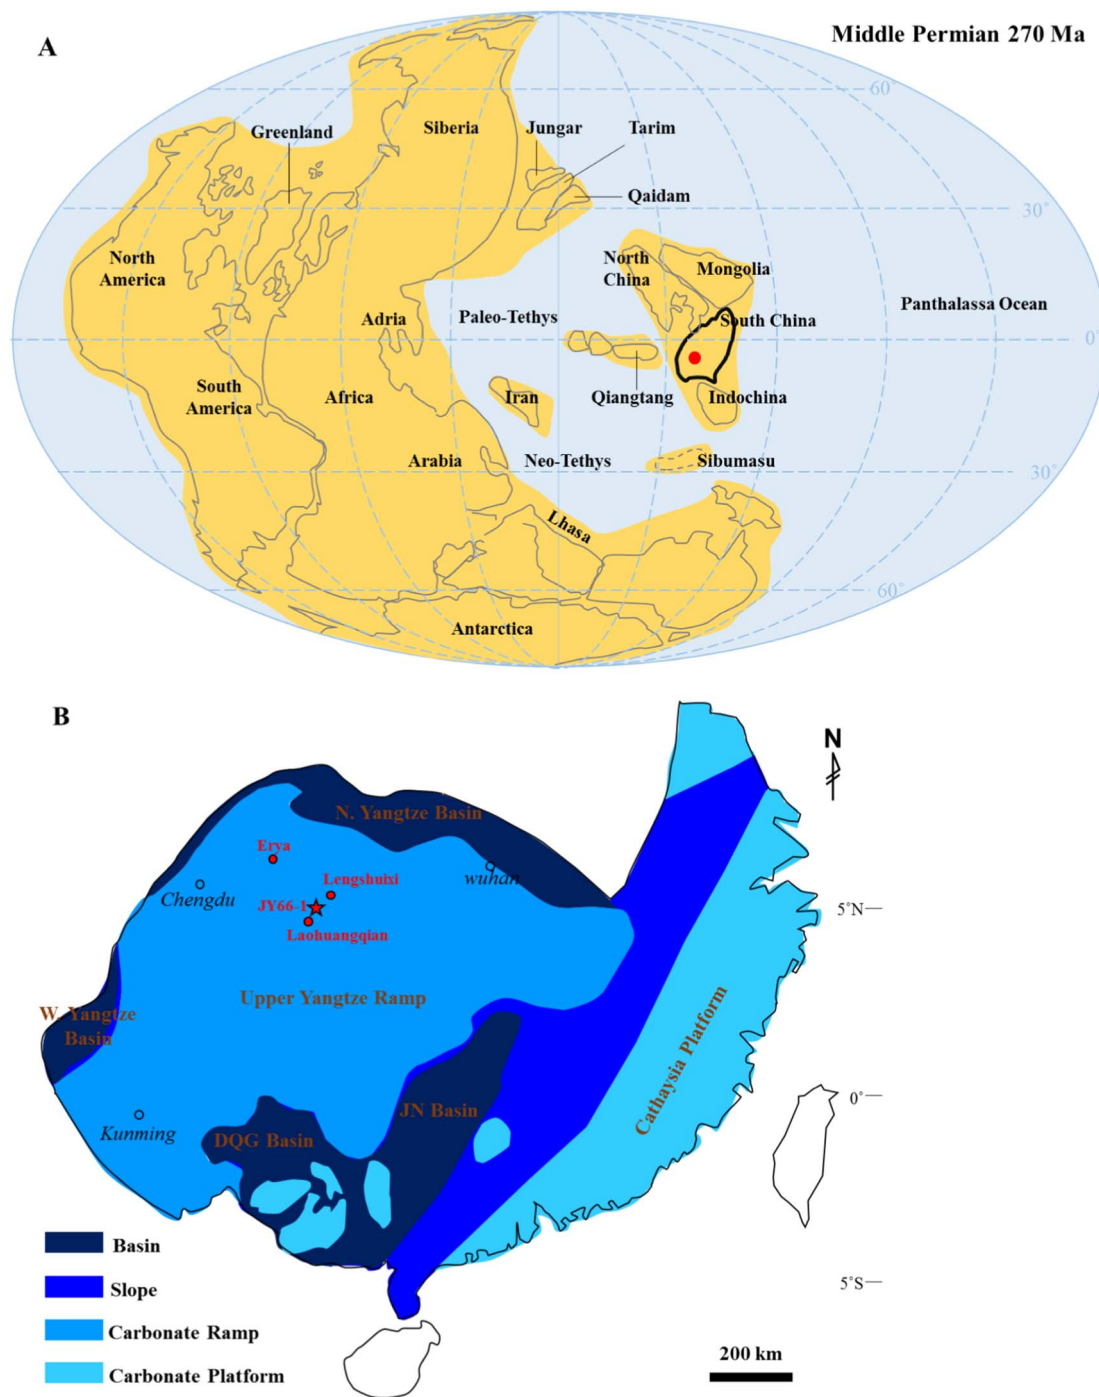 A
Middle Permian 270 Ma
60°
Greenland
Siberia
Jungar
Tarim
Qaidam
30°
North
America
North
China
Mongolia
Panthalassa Ocean
Adria
Paleo-Tethys
South China
0°
South
America
Africa
Iran
Qiangtang
Indochina
Arabia
Neo-Tethys
Sibumasu
30°
Lhasa
60°
Antarctica
B
N
N. Yangtze Basin
Erya
wuhan
Chengdu
Lengshuixi
JY66-1
5°N
Laohuangqian
Upper Yangtze Ramp
W. Yangtze
Basin
Cathaysia Platform
JN Basin
0°
Kunming
DQG Basin
Basin
Slope
5°S
Carbonate Ramp
200 km
Carbonate Platform